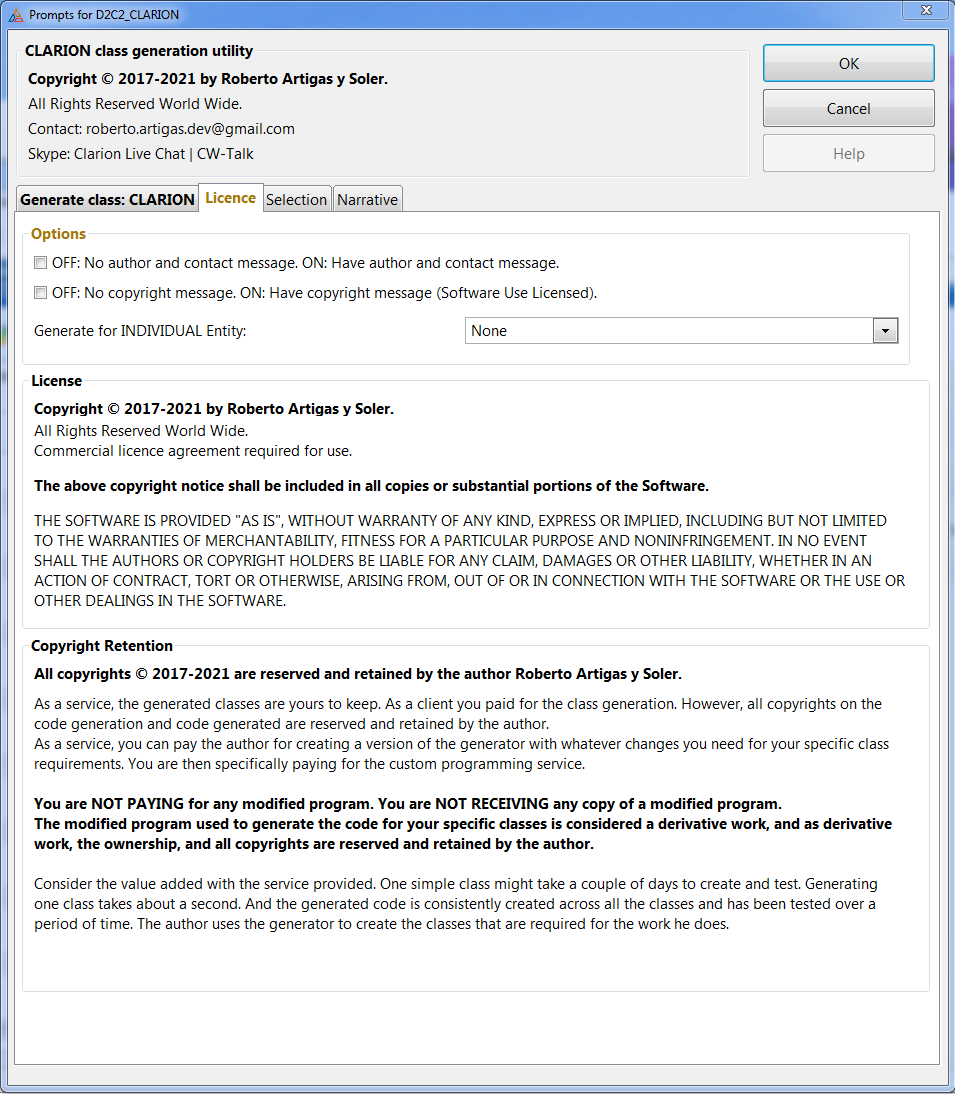 Prompts for D2C2_CLARION
CLARION class generation utility
Copyright © 2017-2021 by Roberto Artigas y Soler.
All Rights Reserved World Wide.
Contact: roberto.artigas.dev@gmail.com
Skype: Clarion Live Chat | CW-Talk
OK
Cancel
Help
Generate class: CLARION
Licence
Selection
Narrative
Options
OFF: No author and contact message. ON: Have author and contact message.
OFF: No copyright message. ON: Have copyright message (Software Use Licensed).
Generate for INDIVIDUAL Entity:
None
License
Copyright © 2017-2021 by Roberto Artigas y Soler.
All Rights Reserved World Wide.
Commercial licence agreement required for use.
The above copyright notice shall be included in all copies or substantial portions of the Software.
THE SOFTWARE IS PROVIDED "AS IS", WITHOUT WARRANTY OF ANY KIND, EXPRESS OR IMPLIED, INCLUDING BUT NOT LIMITED
TO THE WARRANTIES OF MERCHANTABILITY, FITNESS FOR A PARTICULAR PURPOSE AND NONINFRINGEMENT. IN NO EVENT
SHALL THE AUTHORS OR COPYRIGHT HOLDERS BE LIABLE FOR ANY CLAIM, DAMAGES OR OTHER LIABILITY, WHETHER IN AN
ACTION OF CONTRACT, TORT OR OTHERWISE, ARISING FROM, OUT OF OR IN CONNECTION WITH THE SOFTWARE OR THE USE OR
OTHER DEALINGS IN THE SOFTWARE.
Copyright Retention
All copyrights © 2017-2021 are reserved and retained by the author Roberto Artigas y Soler.
As a service, the generated classes are yours to keep. As a client you paid for the class generation. However, all copyrights on the
code generation and code generated are reserved and retained by the author.
As a service, you can pay the author for creating a version of the generator with whatever changes you need for your specific class
requirements. You are then specifically paying for the custom programming service.
You are NOT PAYING for any modified program. You are NOT RECEIVING any copy of a modified program.
The modified program used to generate the code for your specific classes is considered a derivative work, and as derivative
work, the ownership, and all copyrights are reserved and retained by the author.
Consider the value added with the service provided. One simple class might take a couple of days to create and test. Generating
one class takes about a second. And the generated code is consistently created across all the classes and has been tested over a
period of time. The author uses the generator to create the classes that are required for the work he does.